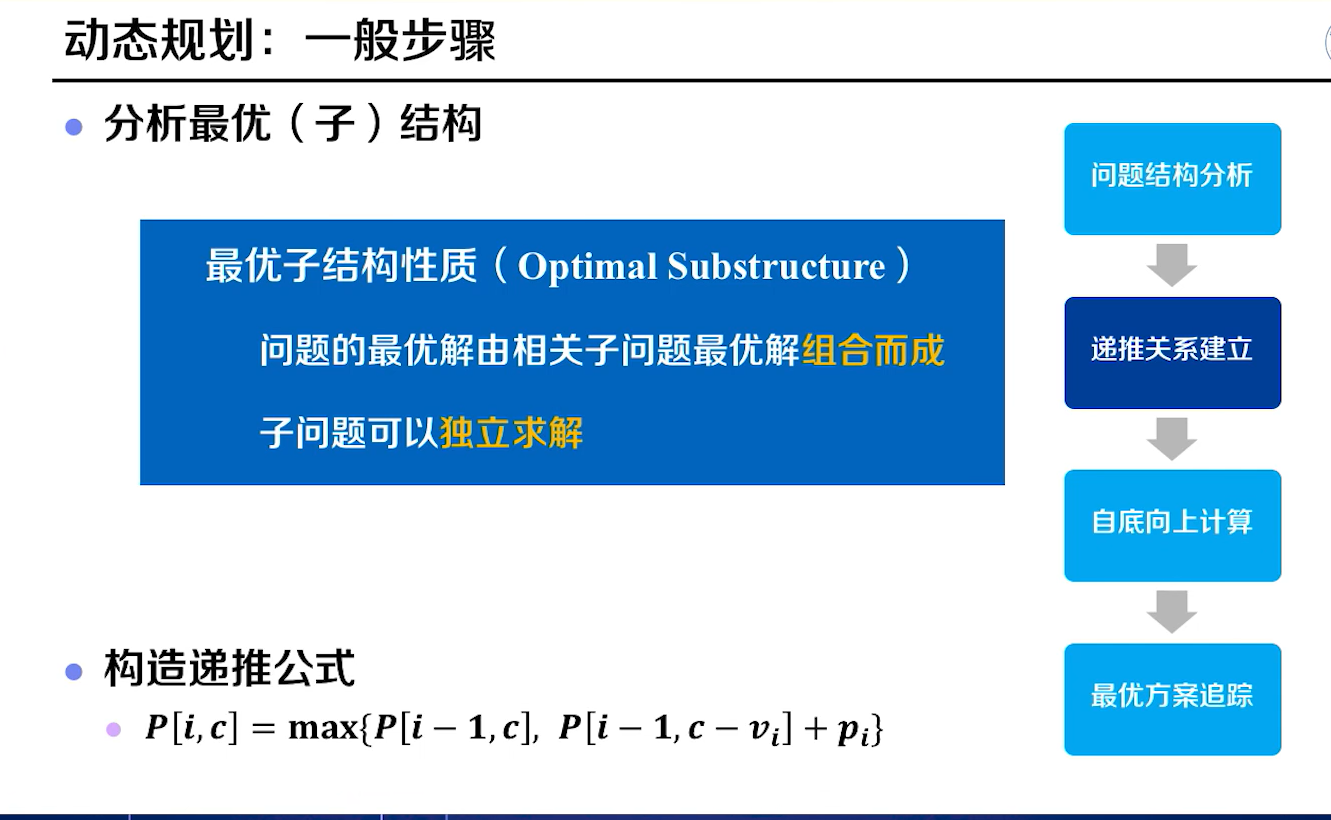 动态规划：一般步骤
分析最优（子）结构
最优子结构性质（Optimal Substructure）
问题的最优解由相关子问题最优解组合而成
子问题可以独立求解
构造递推公式
P[i, c] = max{P[i − 1, c], P[i − 1, c − vᵢ] + pᵢ}
问题结构分析
递推关系建立
自底向上计算
最优方案追踪